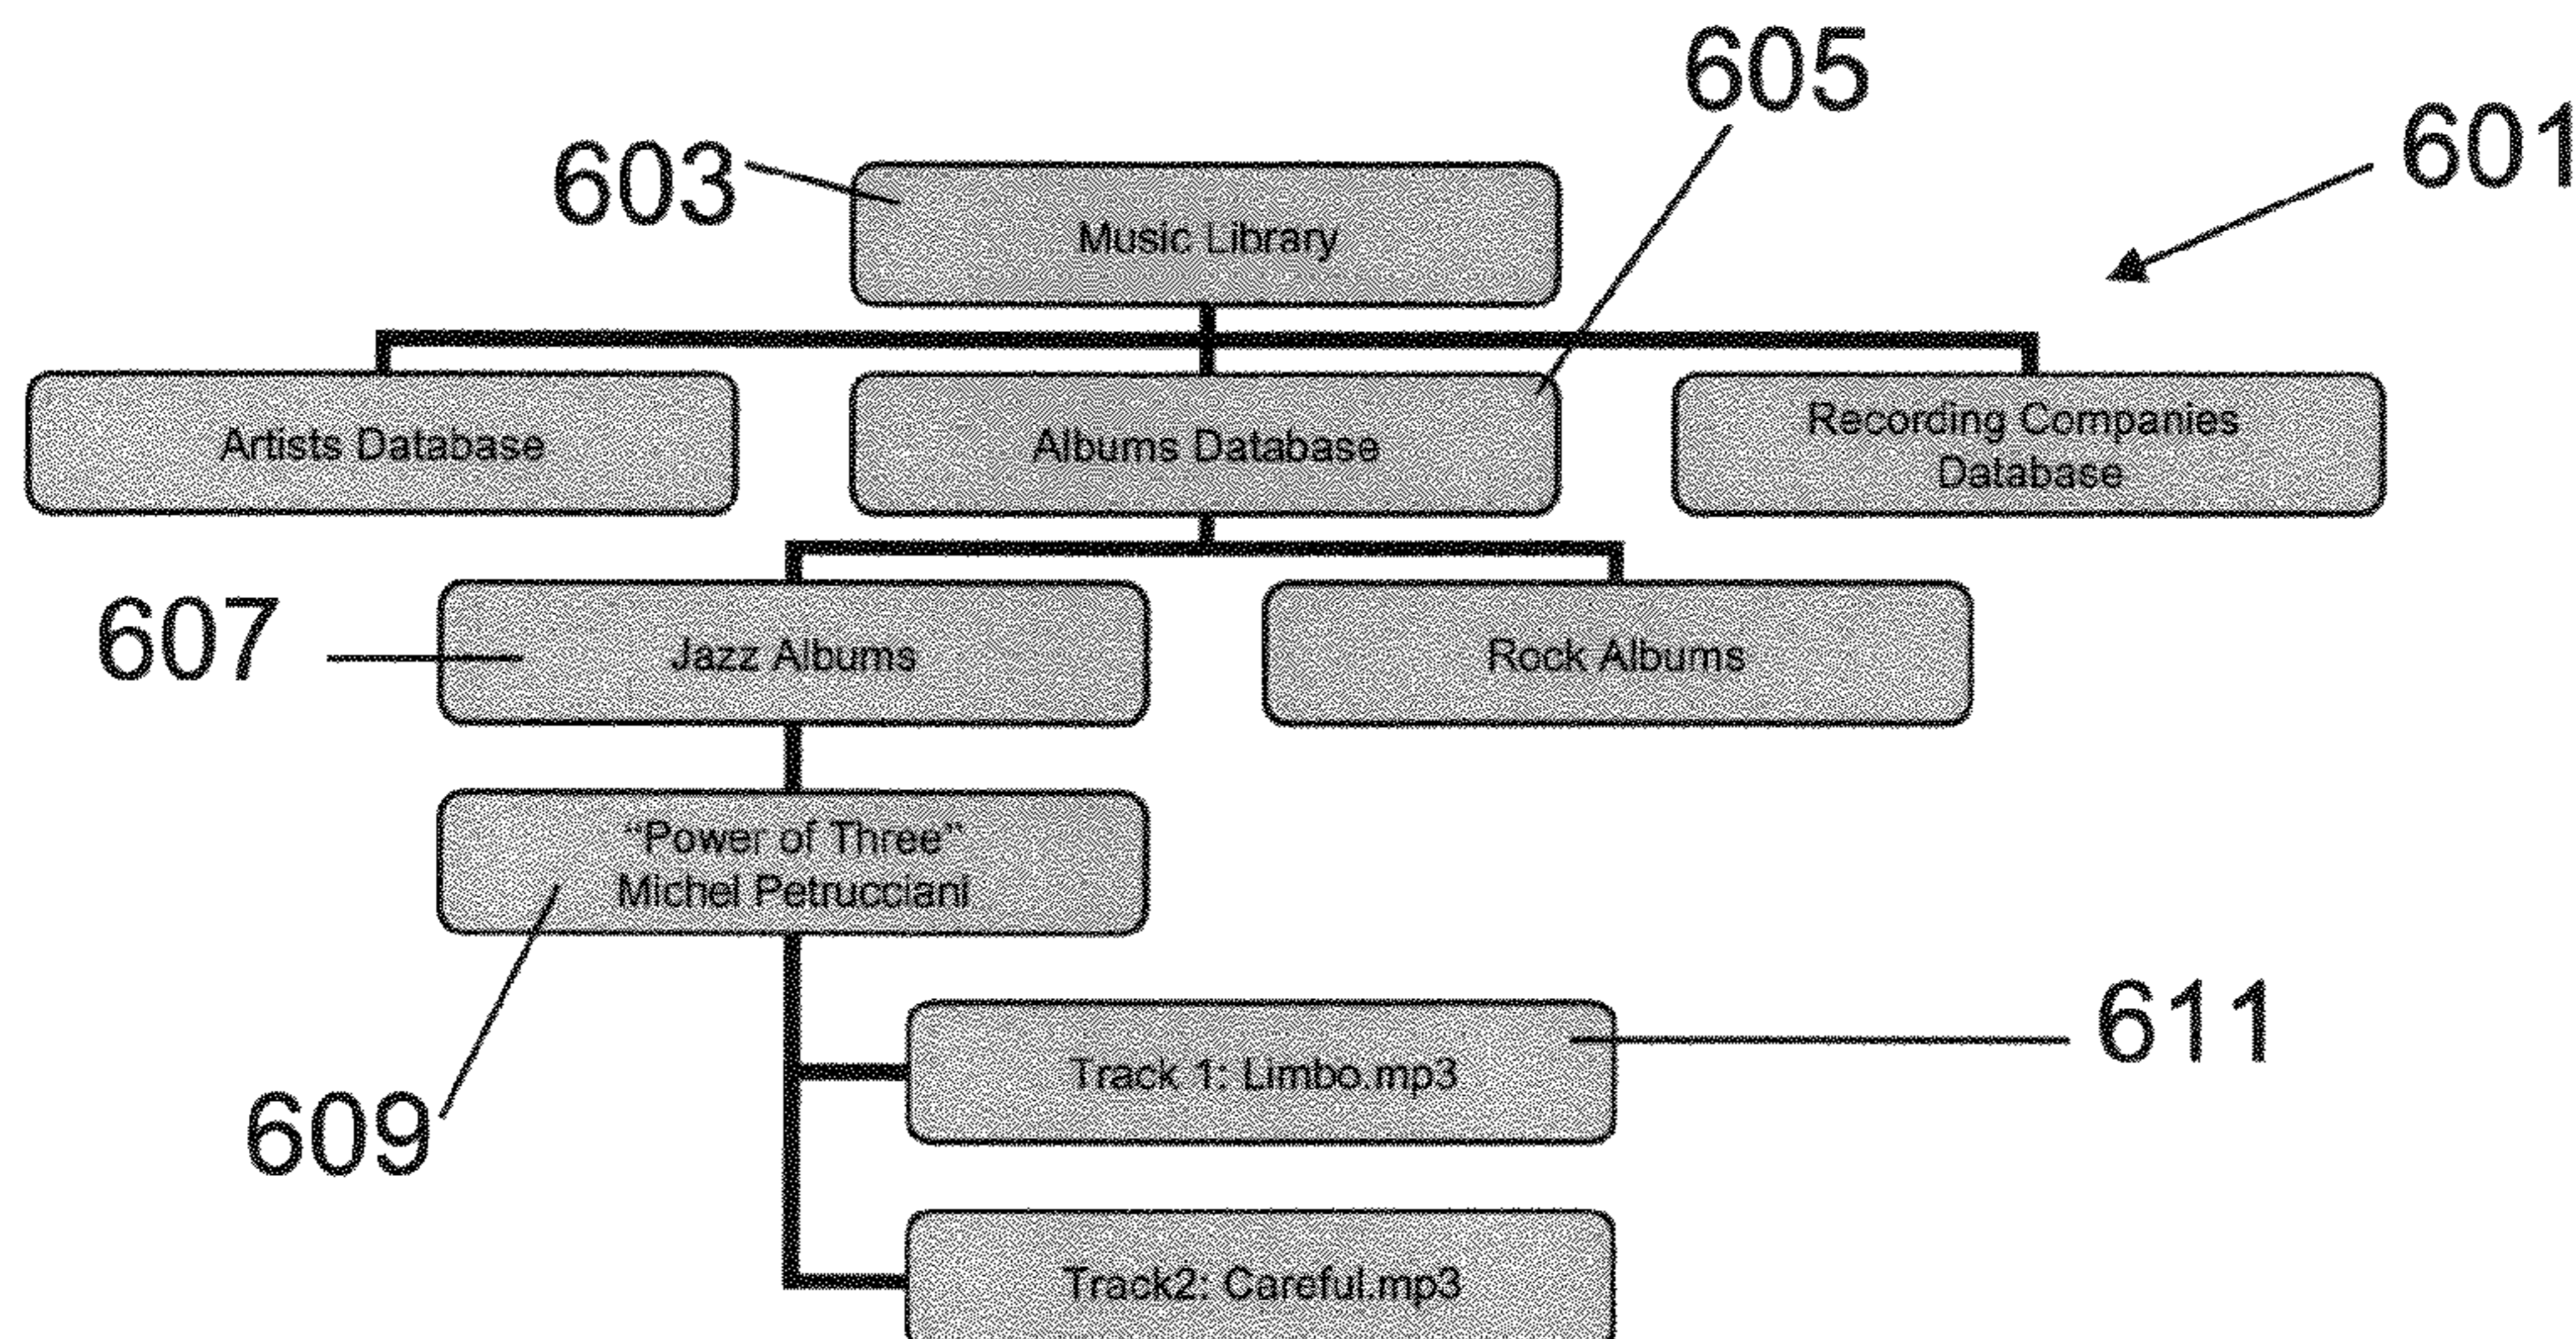 605
601
603
Music Library
Artists Database
Albums Database
Recording Companies
Database
607
Jazz Albums
Rock Albums
“Power of Three”
Michel Petrucciani
609
611
Track 1: Limbo.mp3
Track2: Careful.mp3